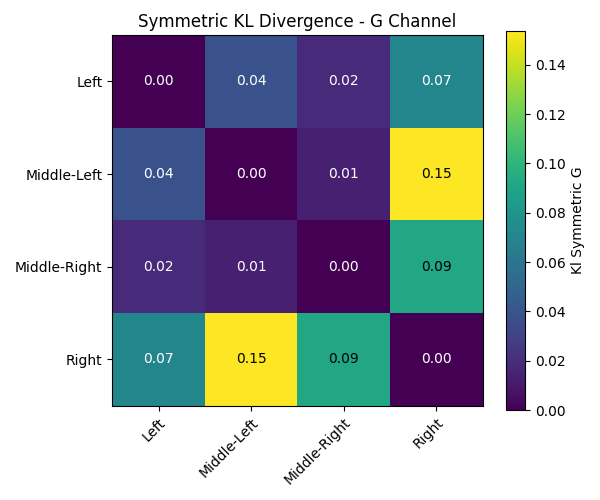 Symmetric KL Divergence - G Channel
Left 0.00 0.04 0.02 0.07
Middle-Left 0.04 0.00 0.01 0.15
Middle-Right 0.02 0.01 0.00 0.09
Right 0.07 0.15 0.09 0.00
Left Middle-Left Middle-Right Right
0.14
0.12
0.10
0.08
0.06
0.04
0.02
0.00
Kl Symmetric G